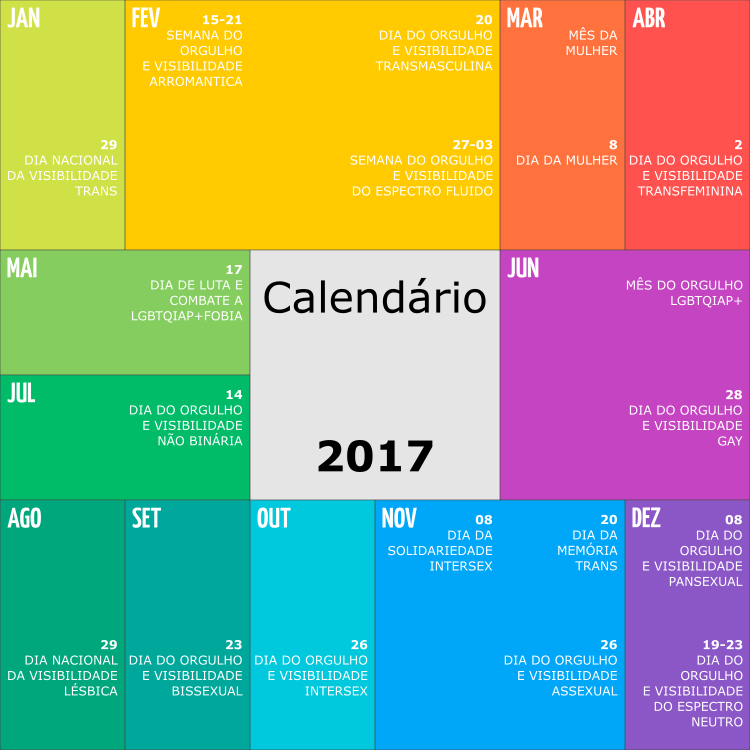 JAN
29
DIA NACIONAL
DA VISIBILIDADE
TRANS
FEV
15-21
SEMANA DO
ORGULHO
E VISIBILIDADE
ARROMANTICA
20
DIA DO ORGULHO
E VISIBILIDADE
TRANSMASCULINA
27-03
SEMANA DO ORGULHO
E VISIBILIDADE
DO ESPECTRO FLUIDO
MAR
MÊS DA
MULHER
8
DIA DA MULHER
ABR
2
DIA DO ORGULHO
E VISIBILIDADE
TRANSFEMININA
MAI
17
DIA DE LUTA E
COMBATE A
LGBTQIAP+FOBIA
Calendário
2017
JUN
MÊS DO ORGULHO
LGBTQIAP+
28
DIA DO ORGULHO
E VISIBILIDADE
GAY
JUL
14
DIA DO ORGULHO
E VISIBILIDADE
NÃO BINÁRIA
AGO
29
DIA NACIONAL
DA VISIBILIDADE
LÉSBICA
SET
23
DIA DO ORGULHO
E VISIBILIDADE
BISSEXUAL
OUT
26
DIA DO ORGULHO
E VISIBILIDADE
INTERSEX
NOV
08
DIA DA
SOLIDARIEDADE
INTERSEX
20
DIA DA
MEMÓRIA
TRANS
26
DIA DO ORGULHO
E VISIBILIDADE
ASSEXUAL
DEZ
08
DIA DO
ORGULHO
E VISIBILIDADE
PANSEXUAL
19-23
DIA DO
ORGULHO
E VISIBILIDADE
DO ESPECTRO
NEUTRO